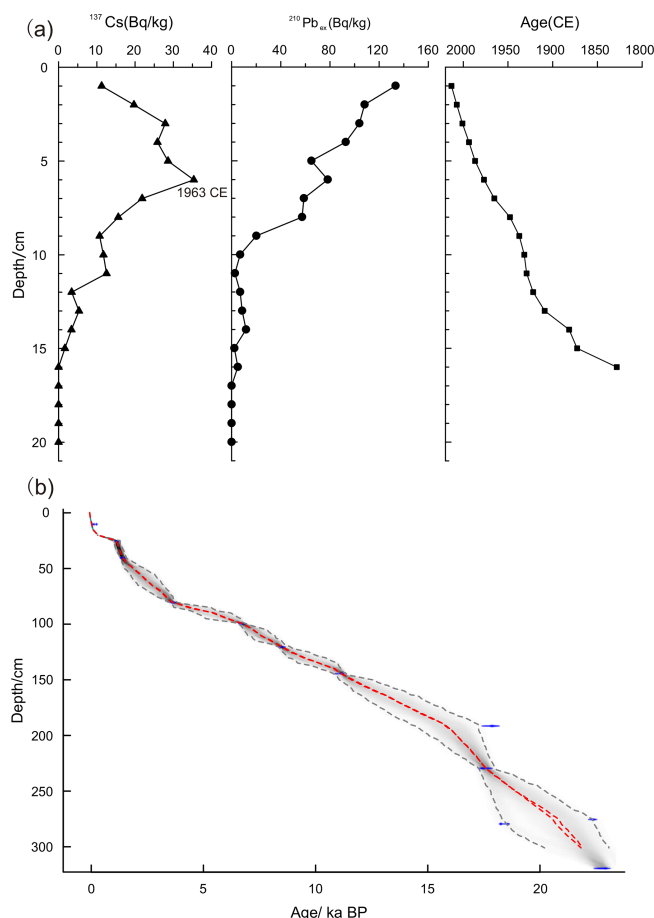 (a)
¹³⁷Cs(Bq/kg)
²¹⁰Pbₑₓ(Bq/kg)
Age(CE)
0 10 20 30 40
0 40 80 120 160
2000 1950 1900 1850 1800
0
5
10
15
20
Depth/cm
1963 CE
(b)
0
50
100
150
200
250
300
Depth/cm
0 5 10 15 20
Age/ ka BP